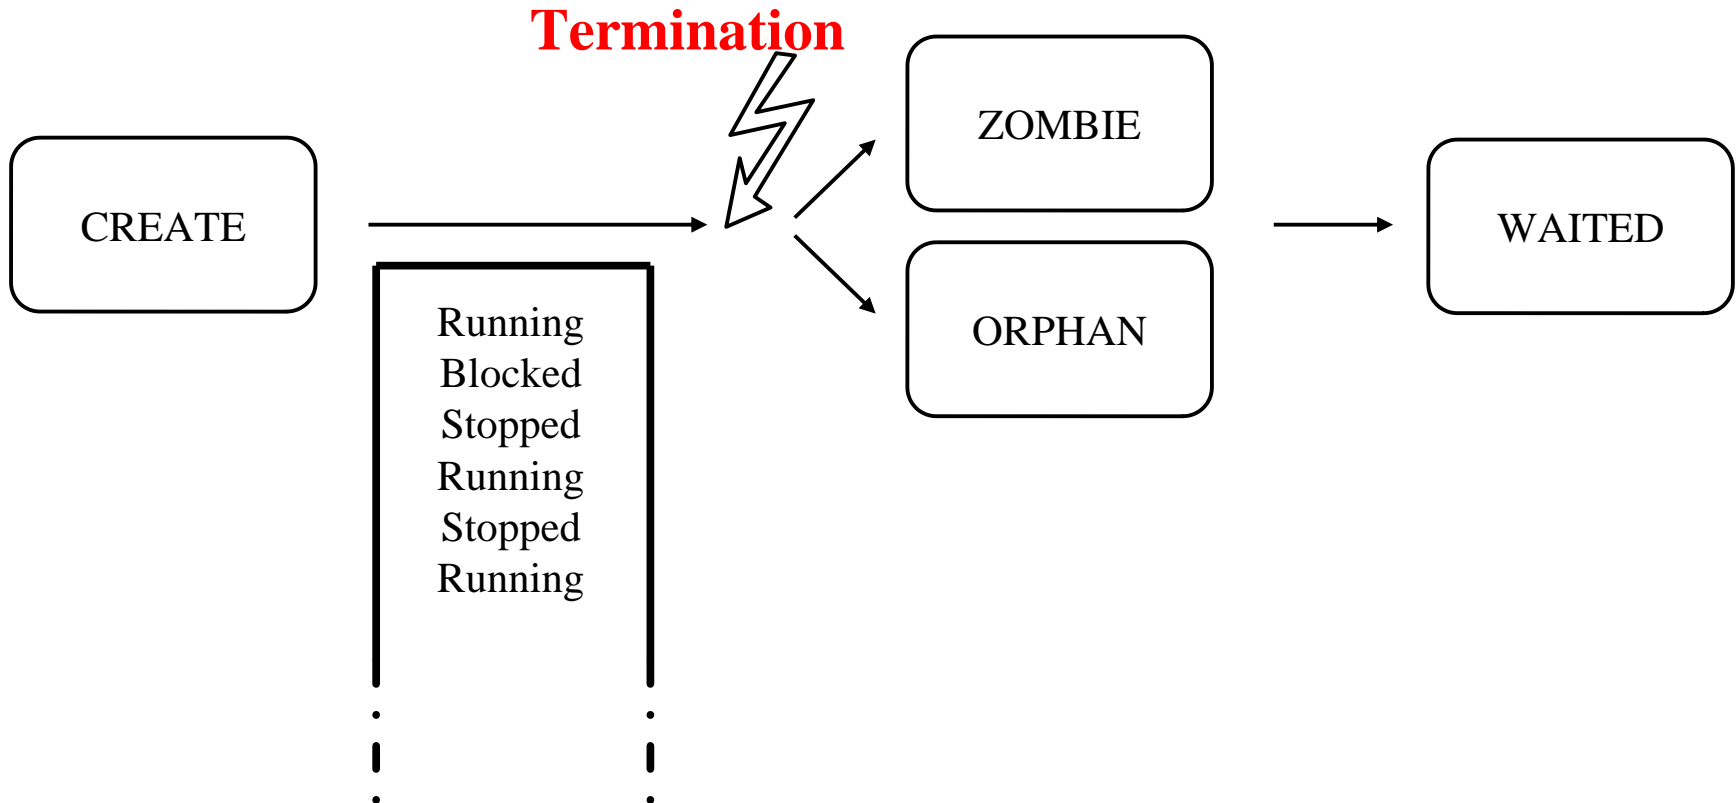 Termination
CREATE
Running
Blocked
Stopped
Running
Stopped
Running
ZOMBIE
ORPHAN
WAITED